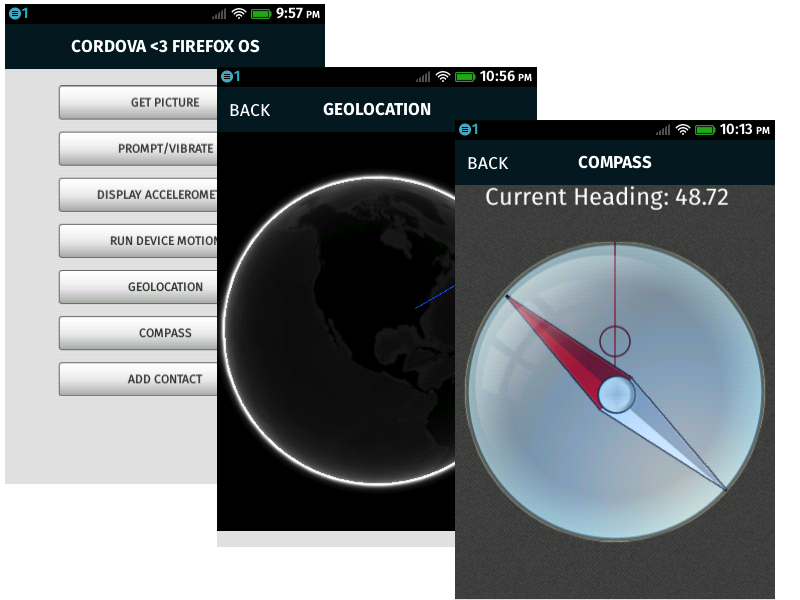 1 9:57 PM
CORDOVA <3 FIREFOX OS
GET PICTURE
PROMPT/VIBRATE
DISPLAY ACCELEROME
RUN DEVICE MOTION
GEOLOCATION
COMPASS
ADD CONTACT
1 10:56 PM
BACK GEOLOCATION
1 10:13 PM
BACK COMPASS
Current Heading: 48.72